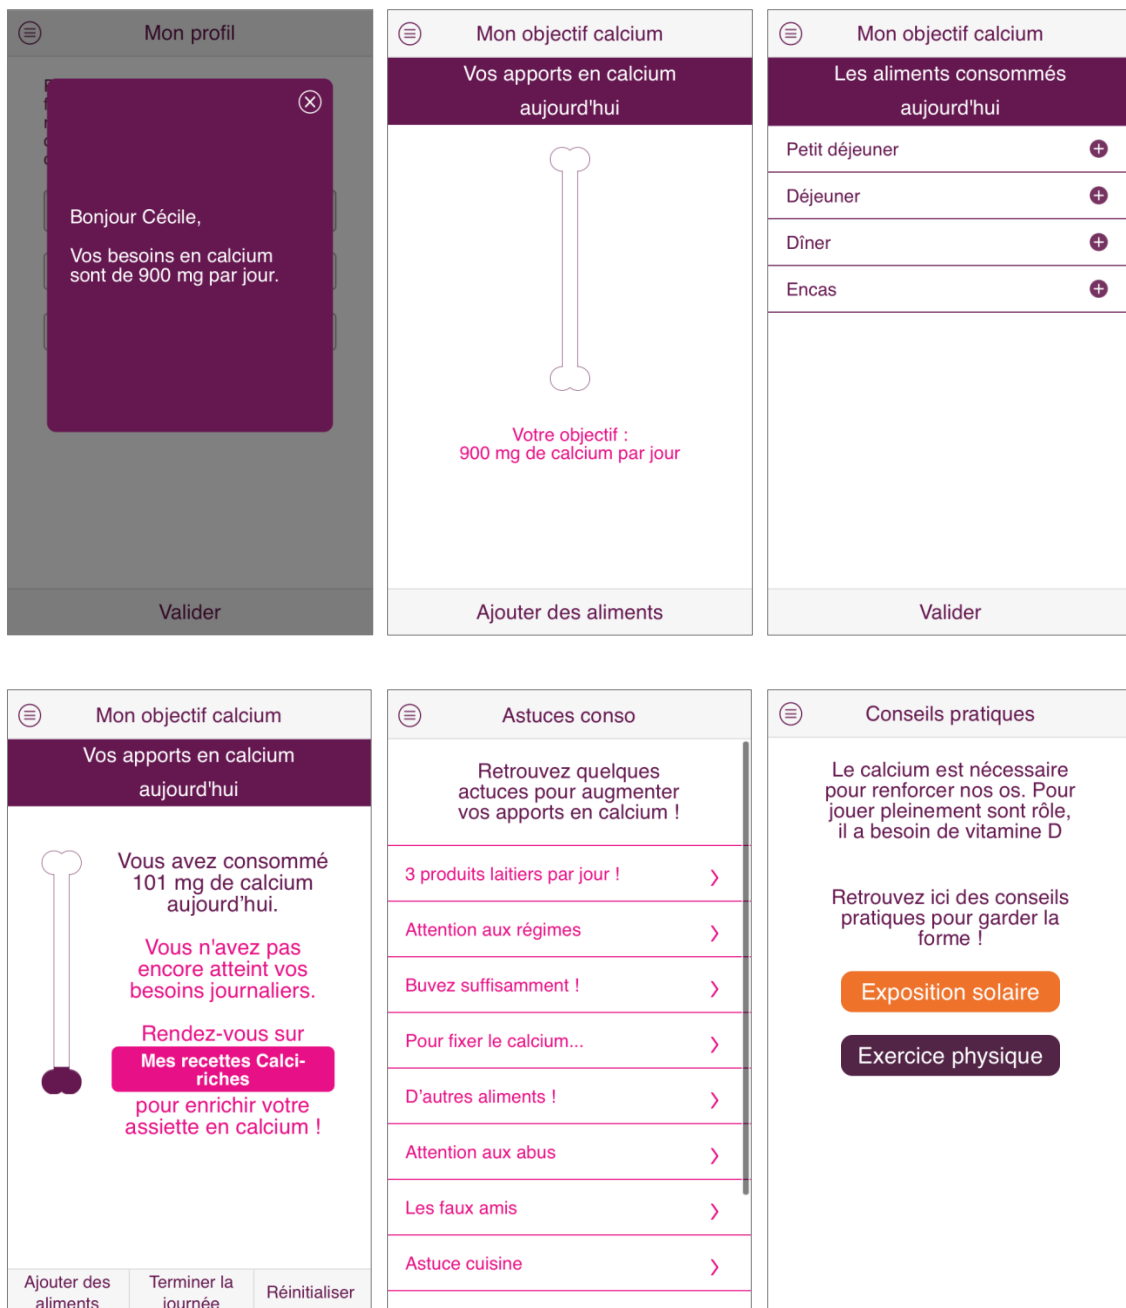 Mon profil
Bonjour Cécile,
Vos besoins en calcium
sont de 900 mg par jour.
Valider
Mon objectif calcium
Vos apports en calcium
aujourd'hui
Votre objectif :
900 mg de calcium par jour
Ajouter des aliments
Mon objectif calcium
Les aliments consommés
aujourd'hui
Petit déjeuner
Déjeuner
Dîner
Encas
Valider
Mon objectif calcium
Vos apports en calcium
aujourd'hui
Vous avez consommé
101 mg de calcium
aujourd’hui.
Vous n'avez pas
encore atteint vos
besoins journaliers.
Rendez-vous sur
Mes recettes Calci-
riches
pour enrichir votre
assiette en calcium !
Ajouter des
aliments
Terminer la
journée
Réinitialiser
Astuces conso
Retrouvez quelques
actuces pour augmenter
vos apports en calcium !
3 produits laitiers par jour !
Attention aux régimes
Buvez suffisamment !
Pour fixer le calcium...
D'autres aliments !
Attention aux abus
Les faux amis
Astuce cuisine
Conseils pratiques
Le calcium est nécessaire
pour renforcer nos os. Pour
jouer pleinement sont rôle,
il a besoin de vitamine D
Retrouvez ici des conseils
pratiques pour garder la
forme !
Exposition solaire
Exercice physique